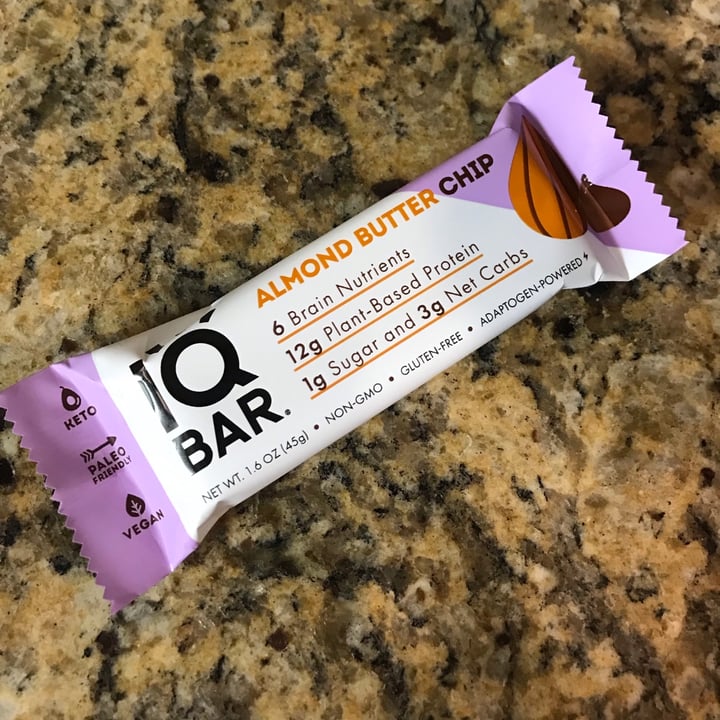 KETO
PALEO
FRIENDLY
VEGAN
IQ
BAR®
ALMOND BUTTER CHIP
6 Brain Nutrients
12g Plant-Based Protein
1g Sugar and 3g Net Carbs
NET WT. 1.6 OZ (45g) • NON-GMO • GLUTEN-FREE • ADAPTOGEN-POWERED